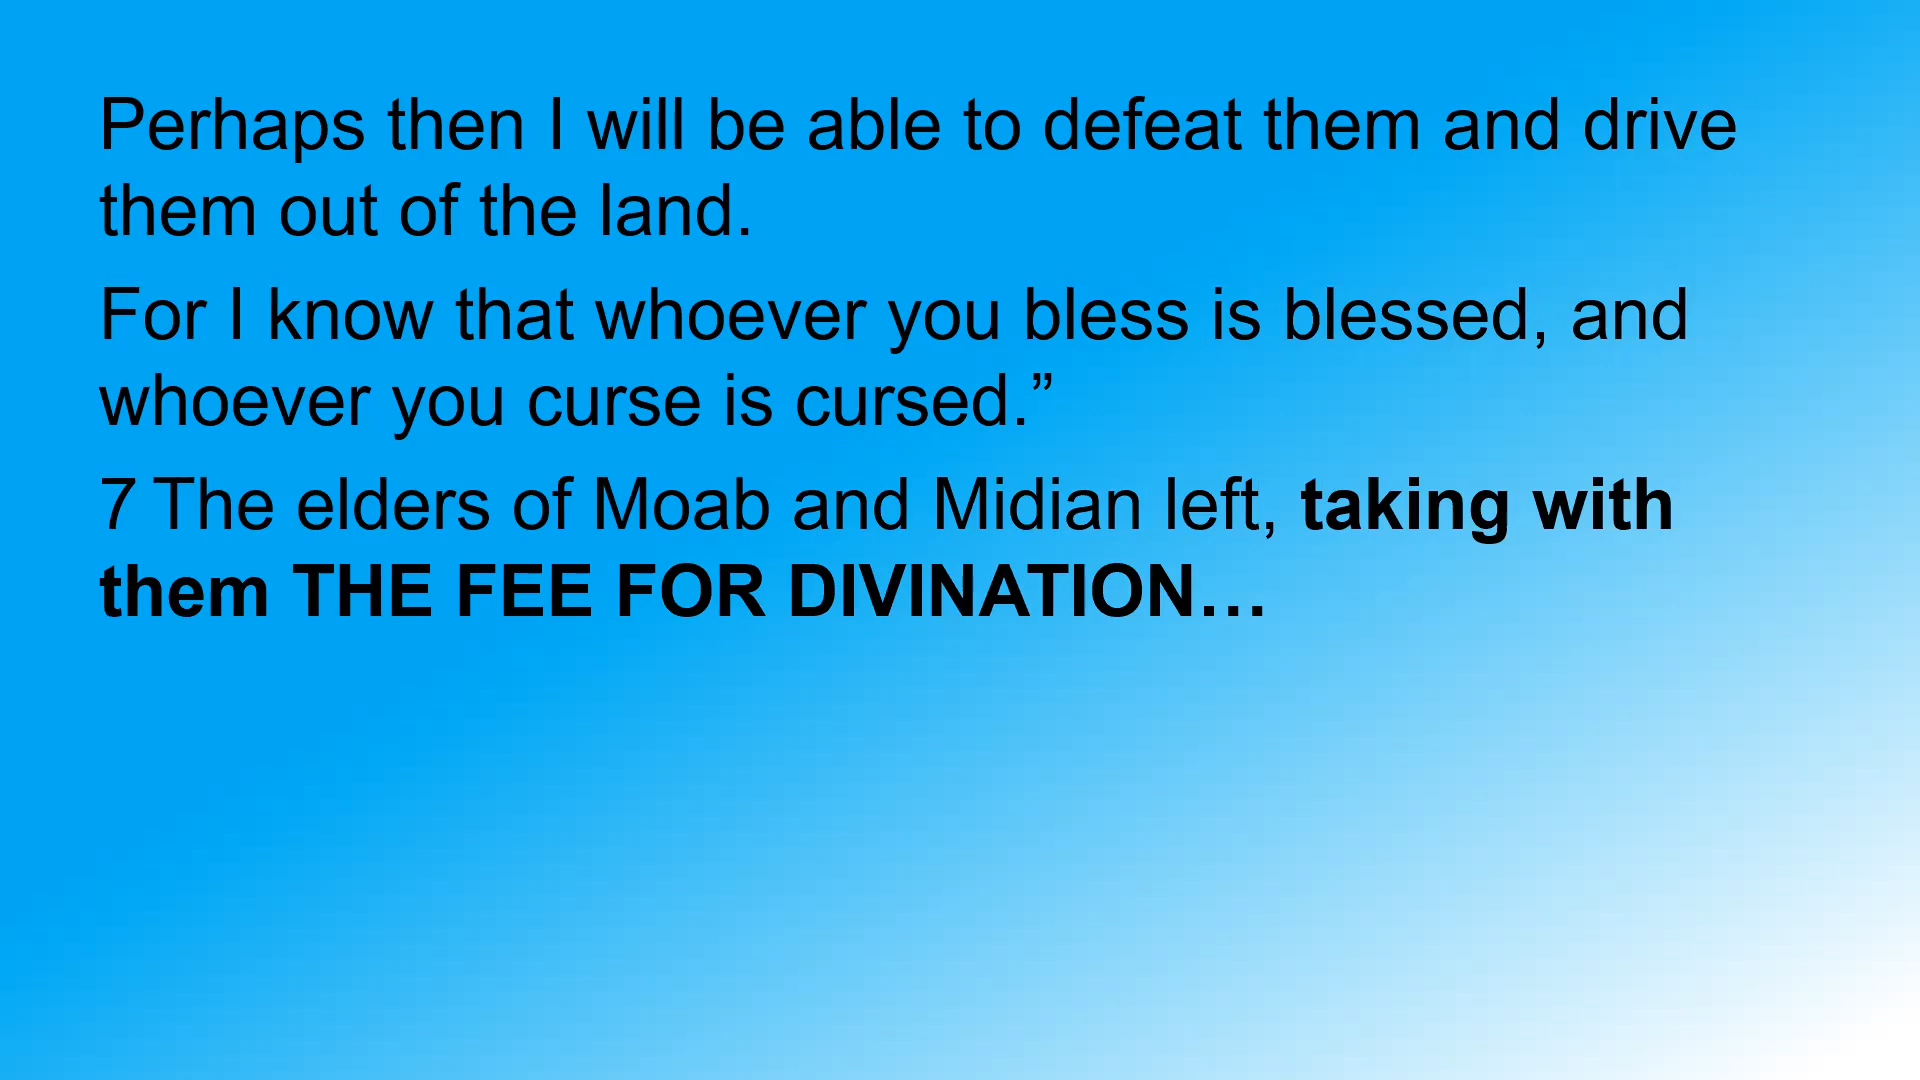 Perhaps then I will be able to defeat them and drive
them out of the land.
For I know that whoever you bless is blessed, and
whoever you curse is cursed.”
7 The elders of Moab and Midian left, taking with
them THE FEE FOR DIVINATION…